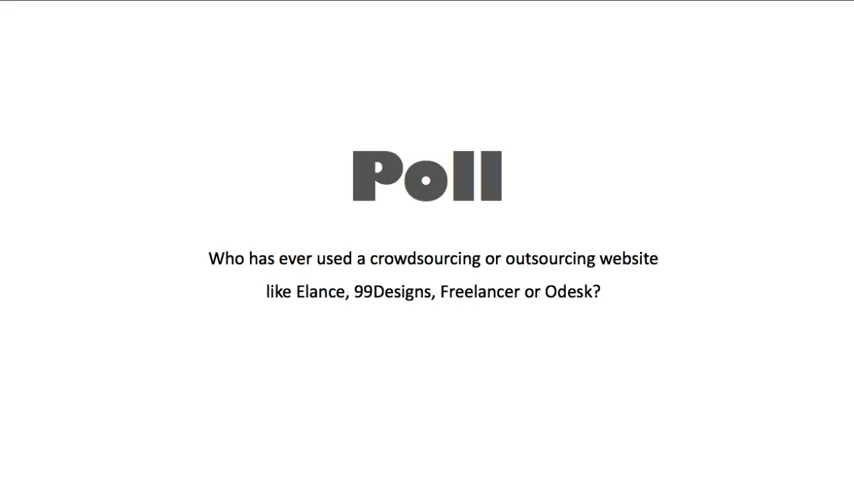 Poll
Who has ever used a crowdsourcing or outsourcing website
like Elance, 99Designs, Freelancer or Odesk?